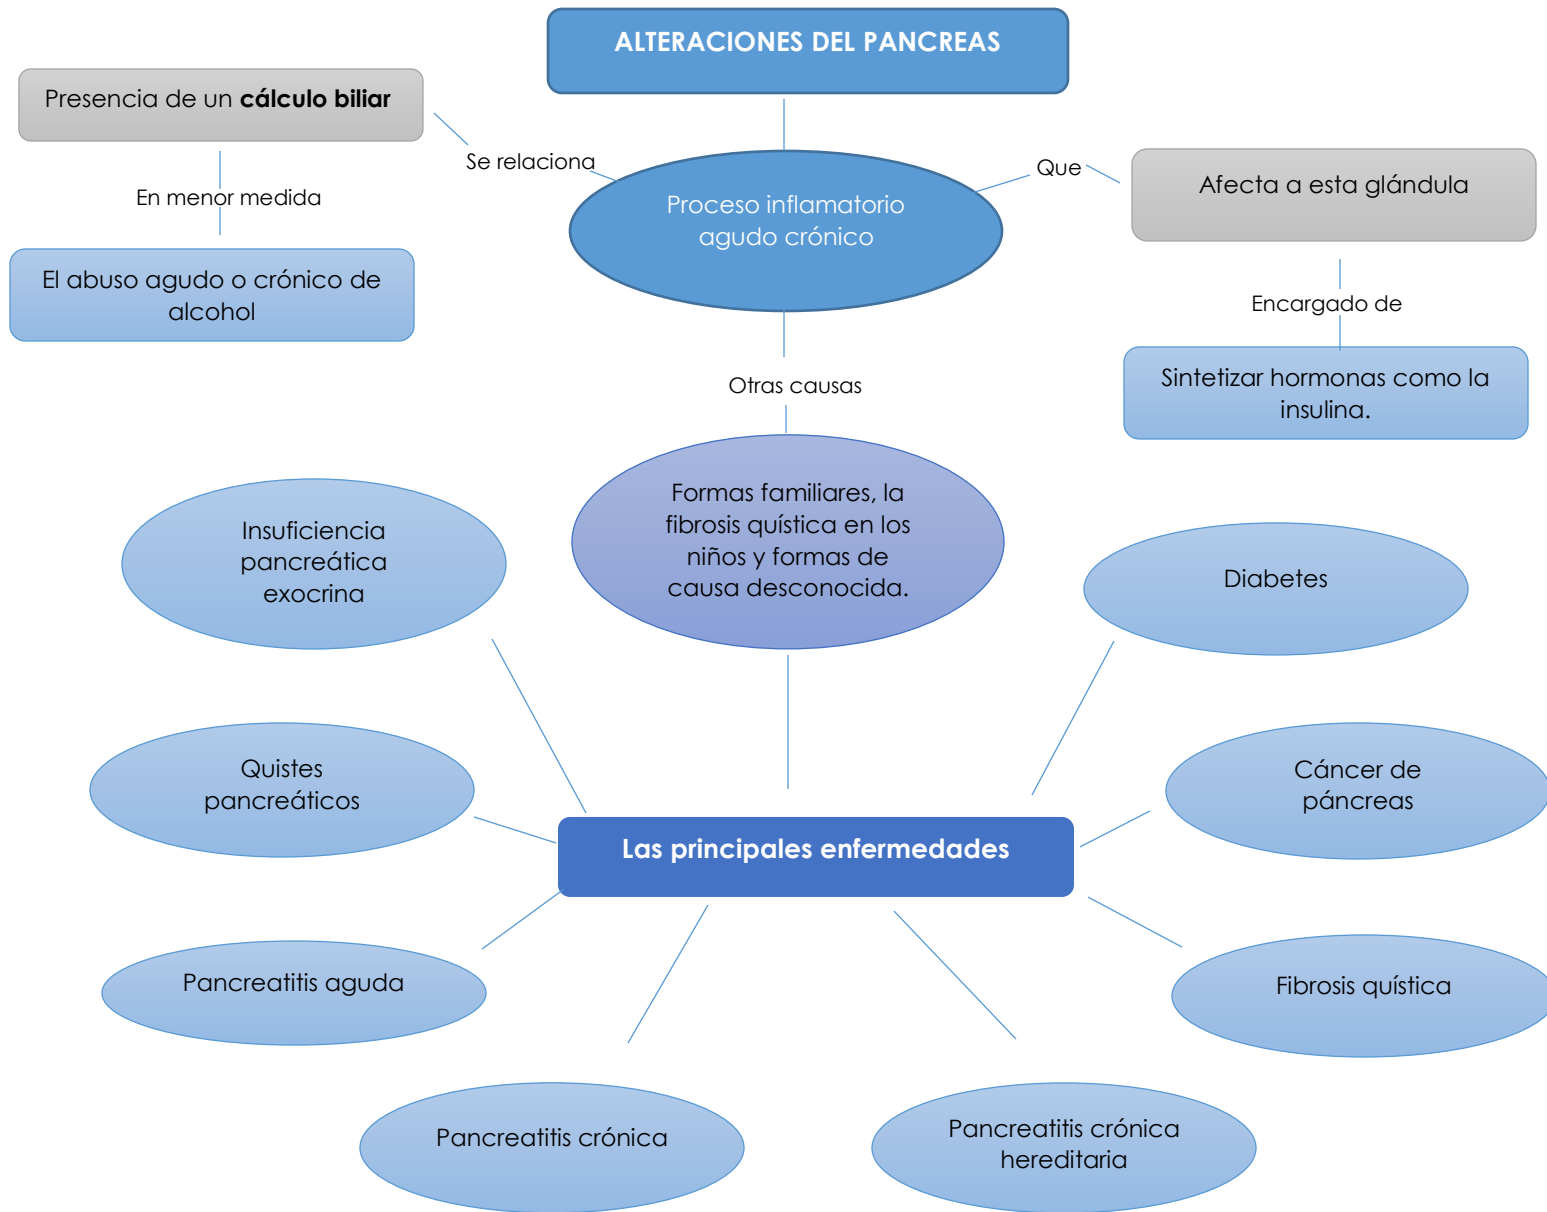 ALTERACIONES DEL PANCREAS
Presencia de un cálculo biliar
Se relaciona
Que
Afecta a esta glándula
En menor medida
Proceso inflamatorio
agudo crónico
El abuso agudo o crónico de
alcohol
Encargado de
Sintetizar hormonas como la
insulina.
Otras causas
Formas familiares, la
fibrosis quística en los
niños y formas de
causa desconocida.
Insuficiencia
pancreática
exocrina
Diabetes
Quistes
pancreáticos
Cáncer de
páncreas
Las principales enfermedades
Pancreatitis aguda
Fibrosis quística
Pancreatitis crónica
Pancreatitis crónica
hereditaria